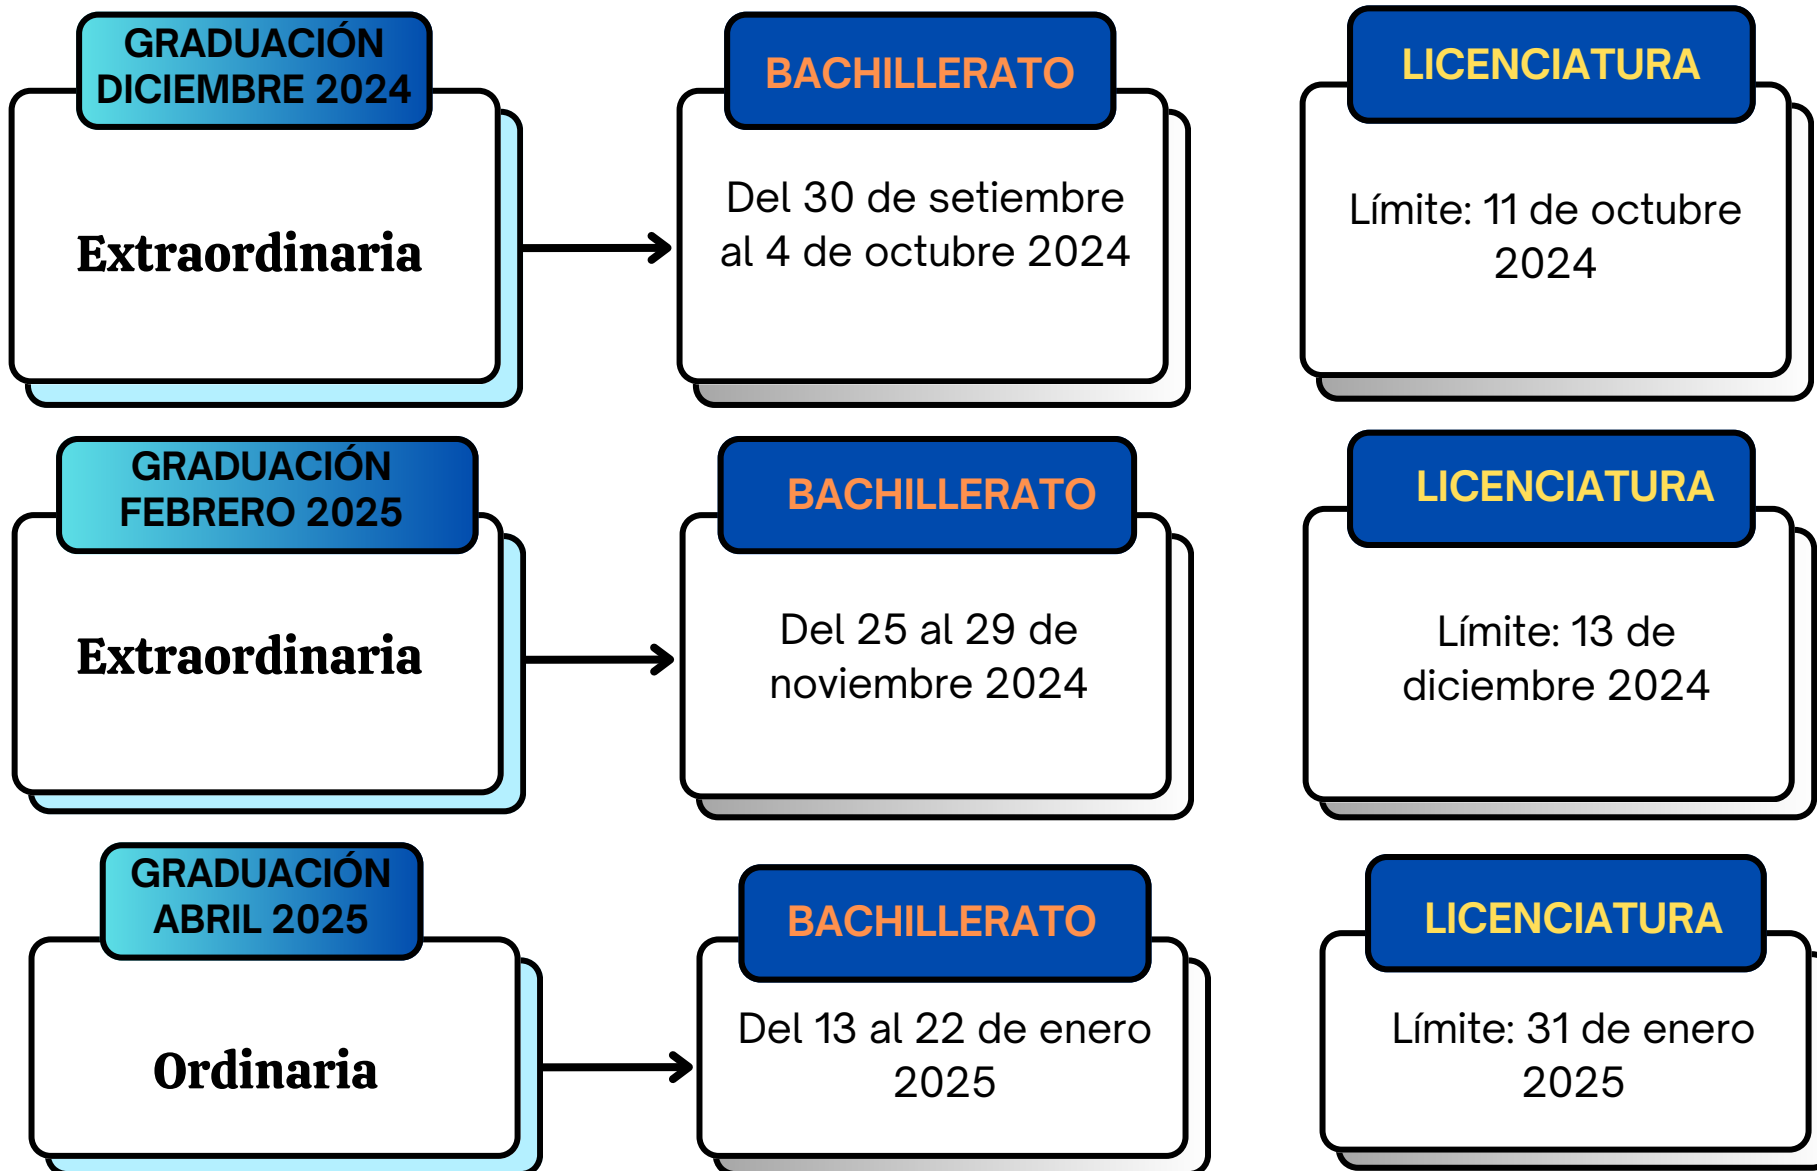 GRADUACIÓN
DICIEMBRE 2024
Extraordinaria
BACHILLERATO
Del 30 de setiembre
al 4 de octubre 2024
LICENCIATURA
Límite: 11 de octubre
2024
GRADUACIÓN
FEBRERO 2025
Extraordinaria
BACHILLERATO
Del 25 al 29 de
noviembre 2024
LICENCIATURA
Límite: 13 de
diciembre 2024
GRADUACIÓN
ABRIL 2025
Ordinaria
BACHILLERATO
Del 13 al 22 de enero
2025
LICENCIATURA
Límite: 31 de enero
2025